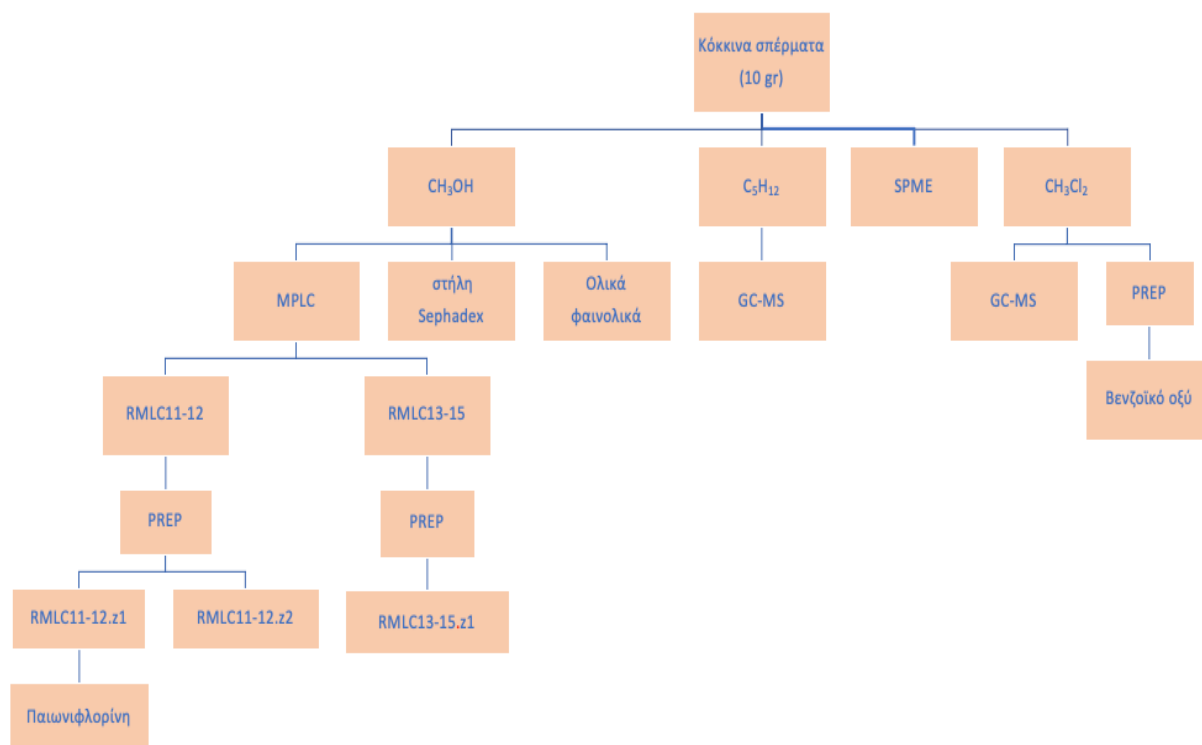 Κόκκινα σπέρματα
(10 gr)
CH₃OH
C₅H₁₂
SPME
CH₃Cl₂
MPLC
στήλη
Sephadex
Ολικά
φαινολικά
GC-MS
GC-MS
PREP
RMLC11-12
RMLC13-15
Βενζοϊκό οξύ
PREP
PREP
RMLC11-12.z1
RMLC11-12.z2
RMLC13-15.z1
Παιωνιφλορίνη